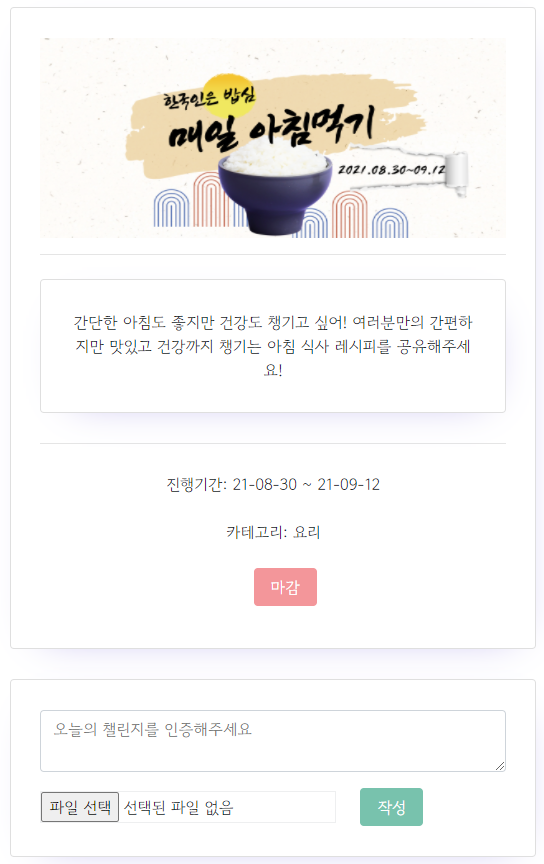 한국인은 밥심
매일 아침먹기
2021.08.30~09.12
간단한 아침도 좋지만 건강도 챙기고 싶어! 여러분만의 간편하
지만 맛있고 건강까지 챙기는 아침 식사 레시피를 공유해주세
요!
진행기간: 21-08-30 ~ 21-09-12
카테고리: 요리
마감
오늘의 챌린지를 인증해주세요
파일 선택 선택된 파일 없음
작성